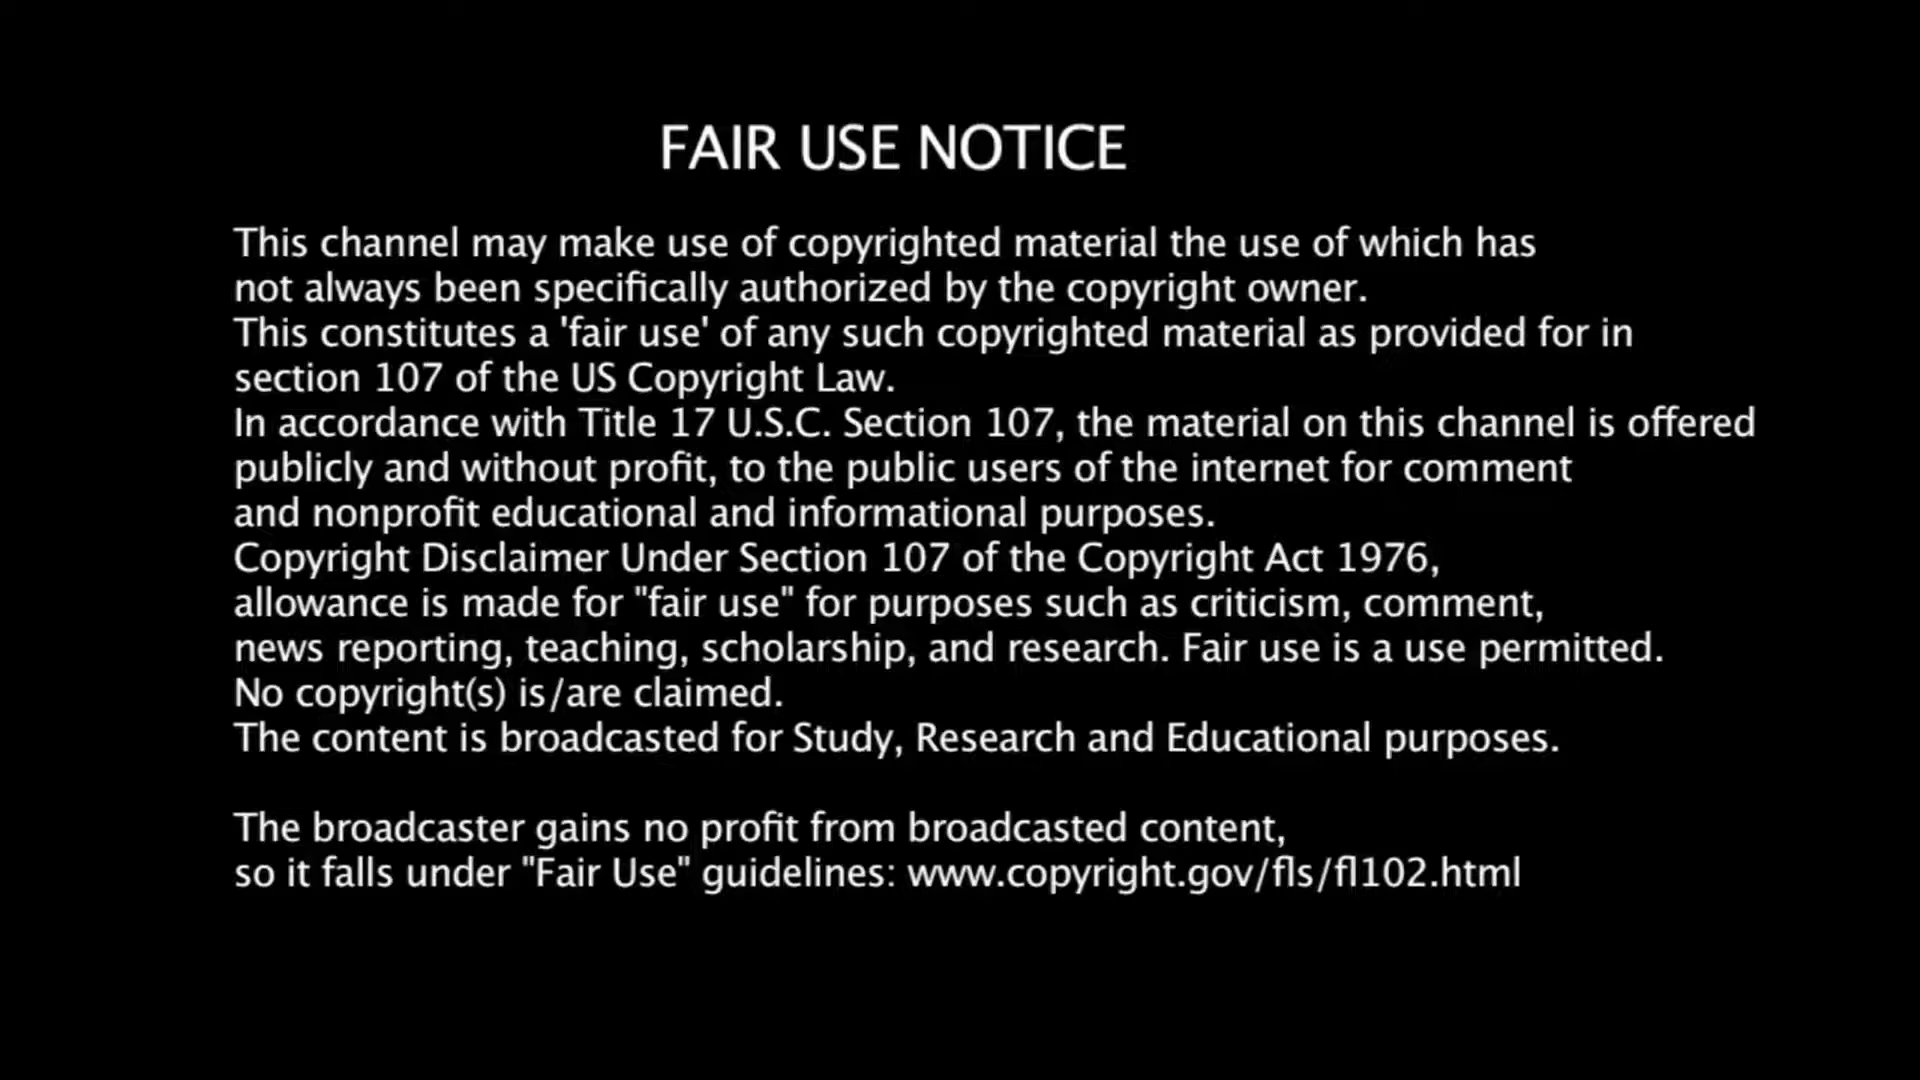 FAIR USE NOTICE
This channel may make use of copyrighted material the use of which has
not always been specifically authorized by the copyright owner.
This constitutes a 'fair use' of any such copyrighted material as provided for in
section 107 of the US Copyright Law.
In accordance with Title 17 U.S.C. Section 107, the material on this channel is offered
publicly and without profit, to the public users of the internet for comment
and nonprofit educational and informational purposes.
Copyright Disclaimer Under Section 107 of the Copyright Act 1976,
allowance is made for "fair use" for purposes such as criticism, comment,
news reporting, teaching, scholarship, and research. Fair use is a use permitted.
No copyright(s) is/are claimed.
The content is broadcasted for Study, Research and Educational purposes.
The broadcaster gains no profit from broadcasted content,
so it falls under "Fair Use" guidelines: www.copyright.gov/fls/fl102.html